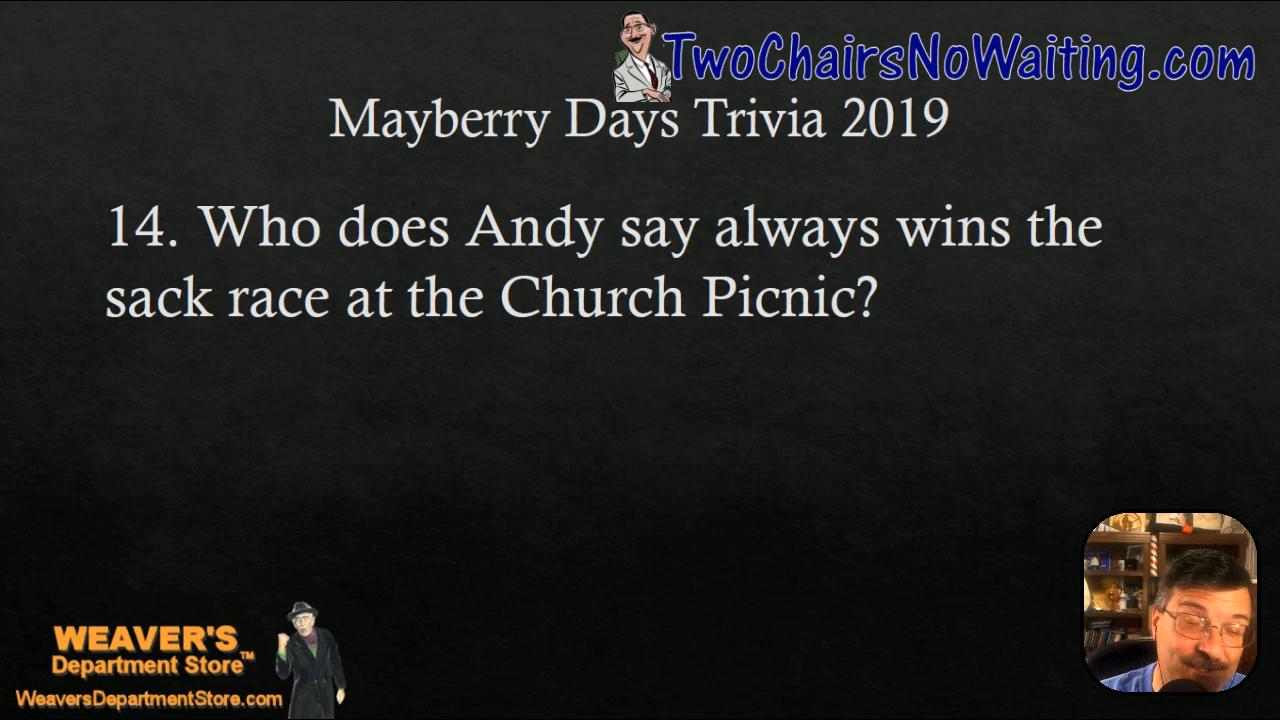 TwoChairsNoWaiting.com
Mayberry Days Trivia 2019
14. Who does Andy say always wins the
sack race at the Church Picnic?
WEAVER'S
Department Store™
WeaversDepartmentStore.com